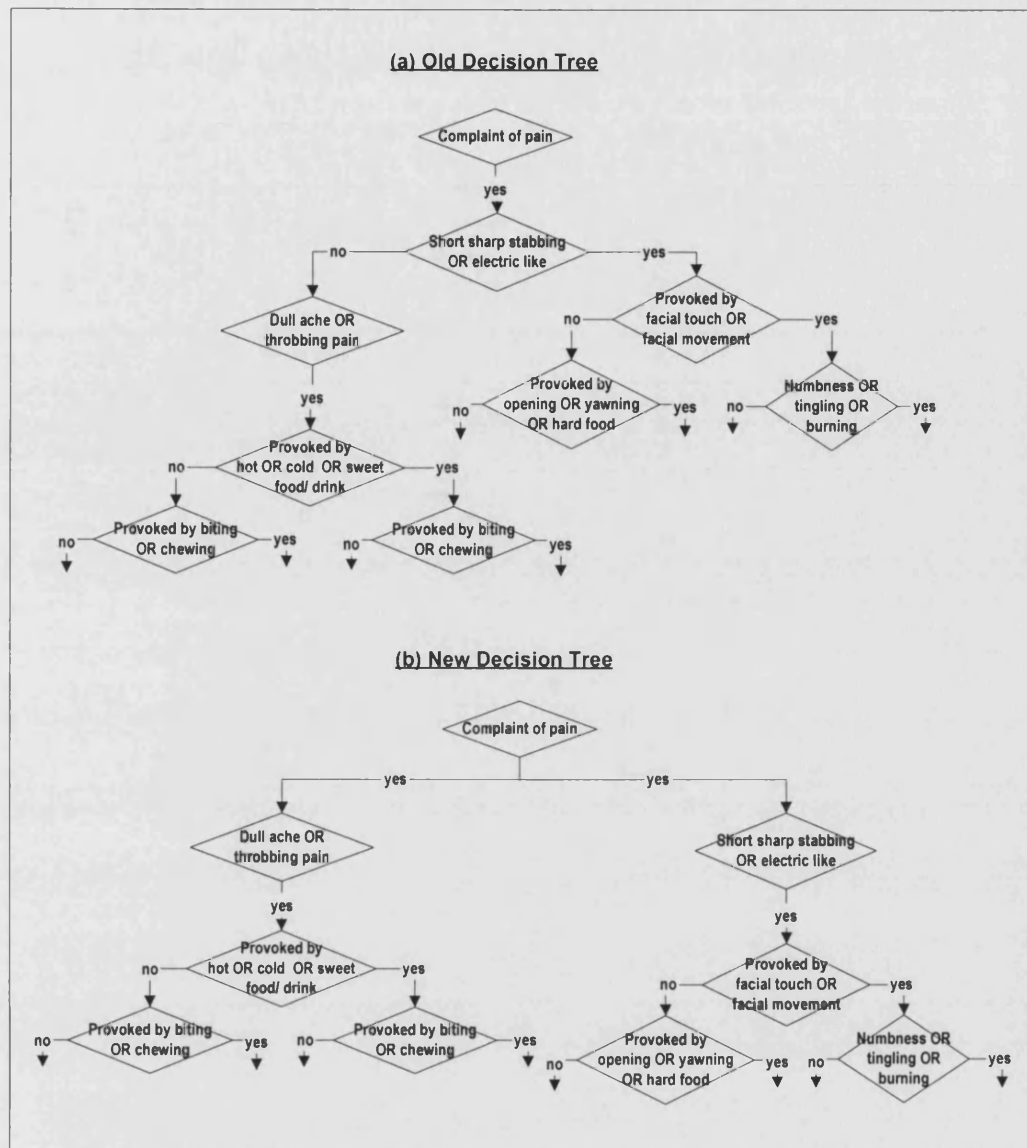 (a) Old Decision Tree
Complaint of pain
yes
Short sharp stabbing
OR electric like
no
yes
Dull ache OR
throbbing pain
Provoked by
facial touch OR
facial movement
no
yes
yes
Provoked by
opening OR yawning
OR hard food
no
yes
Numbness OR
tingling OR
burning
no
yes
Provoked by
hot OR cold OR sweet
food/ drink
no
yes
Provoked by biting
OR chewing
no
yes
Provoked by biting
OR chewing
no
yes
(b) New Decision Tree
Complaint of pain
yes
yes
Dull ache OR
throbbing pain
Short sharp stabbing
OR electric like
yes
yes
Provoked by
hot OR cold OR sweet
food/ drink
no
yes
Provoked by
facial touch OR
facial movement
no
yes
Provoked by biting
OR chewing
no
yes
Provoked by biting
OR chewing
no
yes
Provoked by
opening OR yawning
OR hard food
no
yes
Numbness OR
tingling OR
burning
no
yes